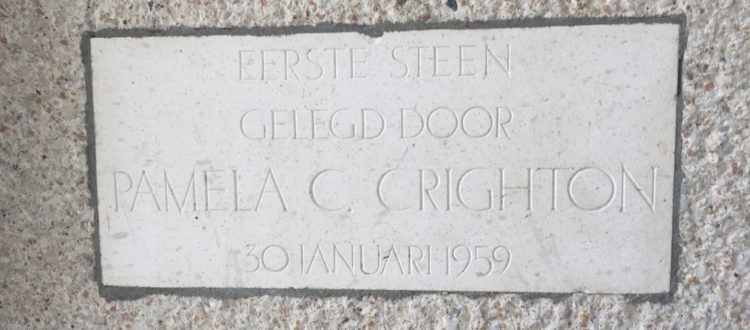 EERSTE STEEN
GELEGD DOOR
PAMELA C. CRIGHTON
30 JANUARI 1959